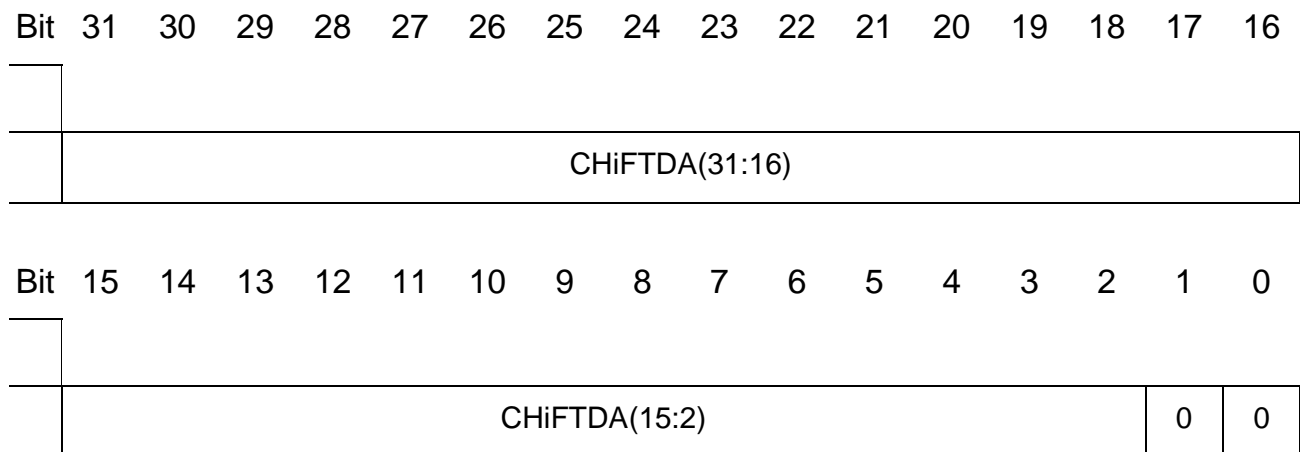 Bit 31 30 29 28 27 26 25 24 23 22 21 20 19 18 17 16
CHiFTDA(31:16)
Bit 15 14 13 12 11 10 9 8 7 6 5 4 3 2 1 0
CHiFTDA(15:2) 0 0